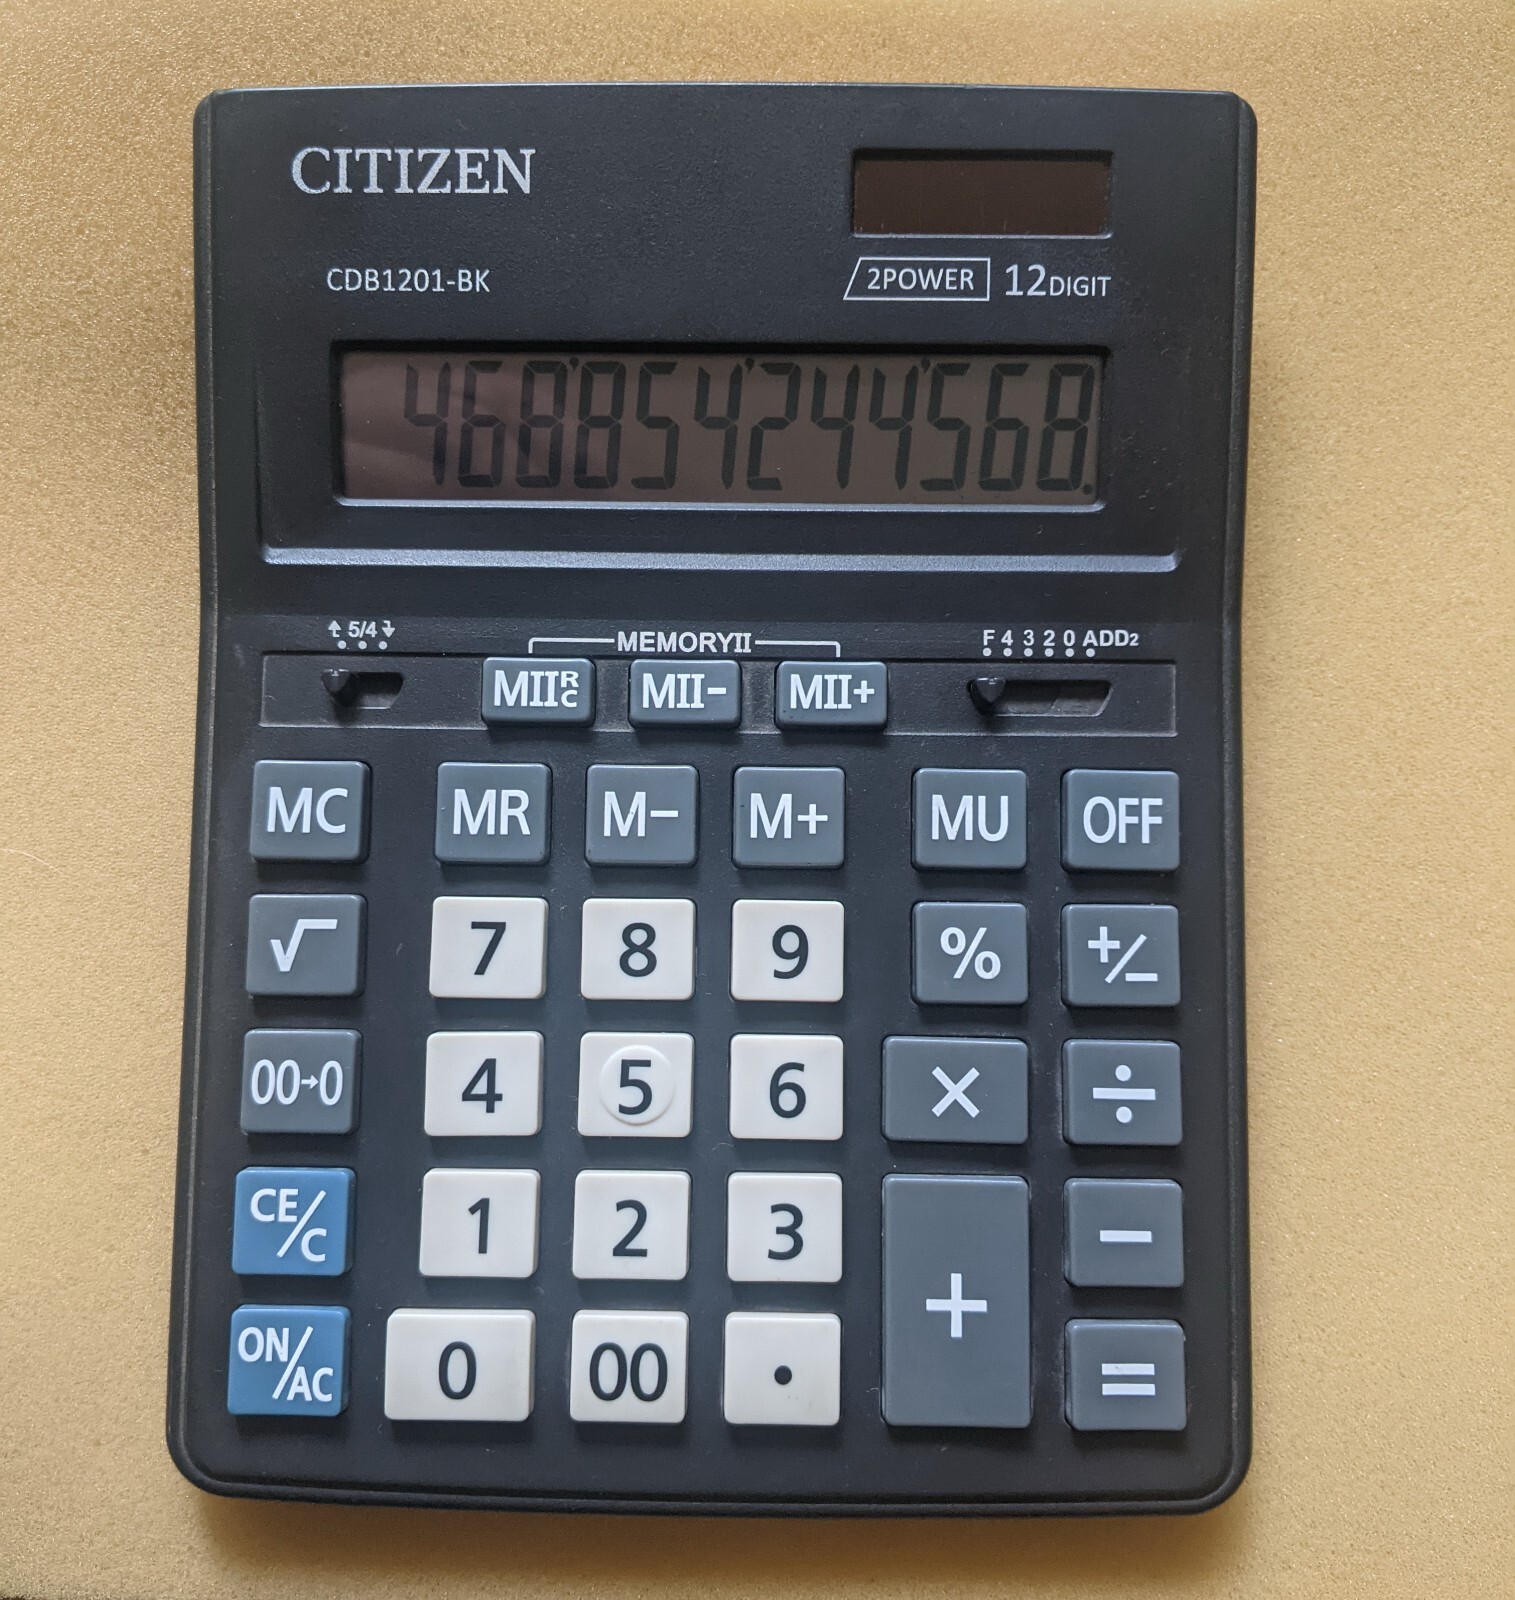 CITIZEN
CDB1201-BK
2POWER 12DIGIT
468'854'244'568.
5/4
MEMORYII
F 4 3 2 0 ADD2
MIIRC MII- MII+
MC MR M- M+ MU OFF
√ 7 8 9 % +/-
00→0 4 5 6 × ÷
CE/C 1 2 3 + -
ON/AC 0 00 • =